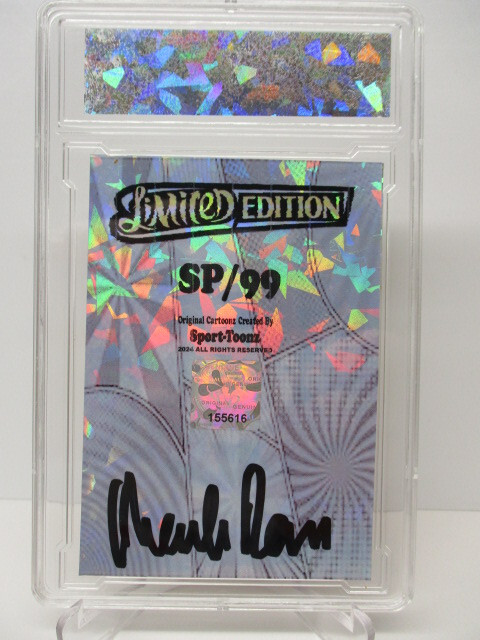 LiMiTeD EDITION
SP/99
Original Cartoonz Created By
Sport-Toonz
2024 ALL RIGHTS RESERVED
155616